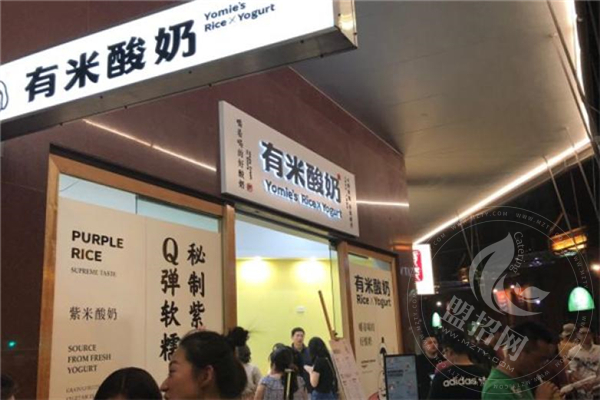 有米酸奶
Yomie's
Rice X Yogurt
有米酸奶
Yomie's Rice X Yogurt
PURPLE
RICE
SUPREME TASTE
紫米酸奶
SOURCE
FROM FRESH
YOGURT
秘制紫
Q弹软糯
有米酸奶
Rice X Yogurt
adidas
盟招网